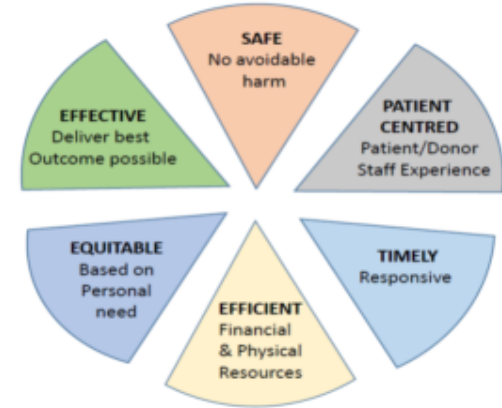 SAFE
No avoidable
harm
PATIENT
CENTRED
Patient/Donor
Staff Experience
TIMELY
Responsive
EFFICIENT
Financial
& Physical
Resources
EQUITABLE
Based on
Personal
need
EFFECTIVE
Deliver best
Outcome possible